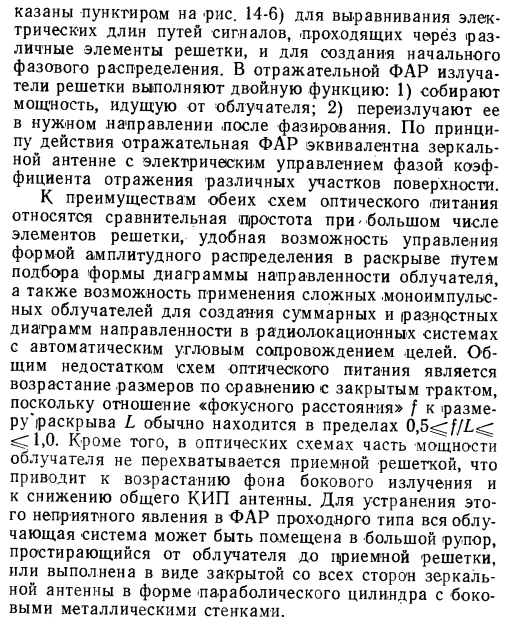 казаны пунктиром на рис. 14-6) для выравнивания элек-
трических длин путей сигналов, проходящих через раз-
личные элементы решетки, и для создания начального
фазового распределения. В отражательной ФАР излуча-
тели решетки выполняют двойную функцию: 1) собирают
мощность, идущую от облучателя; 2) переизлучают ее
в нужном направлении после фазирования. По принци-
пу действия отражательная ФАР эквивалентна зеркаль-
ной антенне с электрическим управлением фазой коэф-
фициента отражения различных участков поверхности.
К преимуществам обеих схем оптического питания
относятся сравнительная простота при большом числе
элементов решетки, удобная возможность управления
формой амплитудного распределения в раскрыве путем
подбора формы диаграммы направленности облучателя,
а также возможность применения сложных моноимпульс-
ных облучателей для создания суммарных и разностных
диаграмм направленности в радиолокационных системах
с автоматическим угловым сопровождением целей. Об-
щим недостатком схем оптического питания является
возрастание размеров по сравнению с закрытым трактом,
поскольку отношение «фокусного расстояния» f к разме-
ру раскрыва L обычно находится в пределах 0,5≤f/L≤
≤1,0. Кроме того, в оптических схемах часть мощности
облучателя не перехватывается приемной решеткой, что
приводит к возрастанию фона бокового излучения и
к снижению общего КИП антенны. Для устранения это-
го неприятного явления в ФАР проходного типа вся облу-
чающая система может быть помещена в большой рупор,
простирающийся от облучателя до приемной решетки,
или выполнена в виде закрытой со всех сторон зеркаль-
ной антенны в форме параболического цилиндра с боко-
выми металлическими стенками.